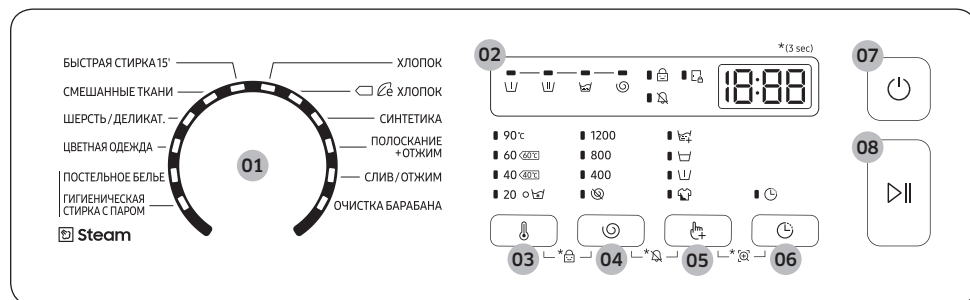 02
*(3 sec)
07
БЫСТРАЯ СТИРКА 15'
ХЛОПОК
СМЕШАННЫЕ ТКАНИ
ХЛОПОК
18:88
ШЕРСТЬ/ДЕЛИКАТ.
СИНТЕТИКА
ЦВЕТНАЯ ОДЕЖДА
ПОЛОСКАНИЕ
+ОТЖИМ
01
90℃
1200
08
60 60℃
800
ПОСТЕЛЬНОЕ БЕЛЬЕ
СЛИВ/ОТЖИМ
40 40℃
400
ГИГИЕНИЧЕСКАЯ
СТИРКА С ПАРОМ
ОЧИСТКА БАРАБАНА
20
Steam
03
*
04
*
05
*
06